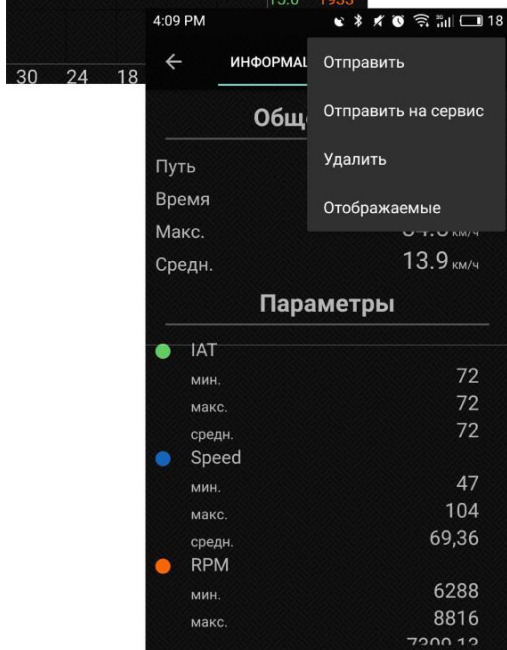 4:09 PM 18
30 24 18
Отправить
Отправить на сервис
Удалить
Отображаемые
Путь
Время
Макс. км/ч
Средн. 13.9 км/ч
Параметры
IAT
мин. 72
макс. 72
средн. 72
Speed
мин. 47
макс. 104
средн. 69,36
RPM
мин. 6288
макс. 8816